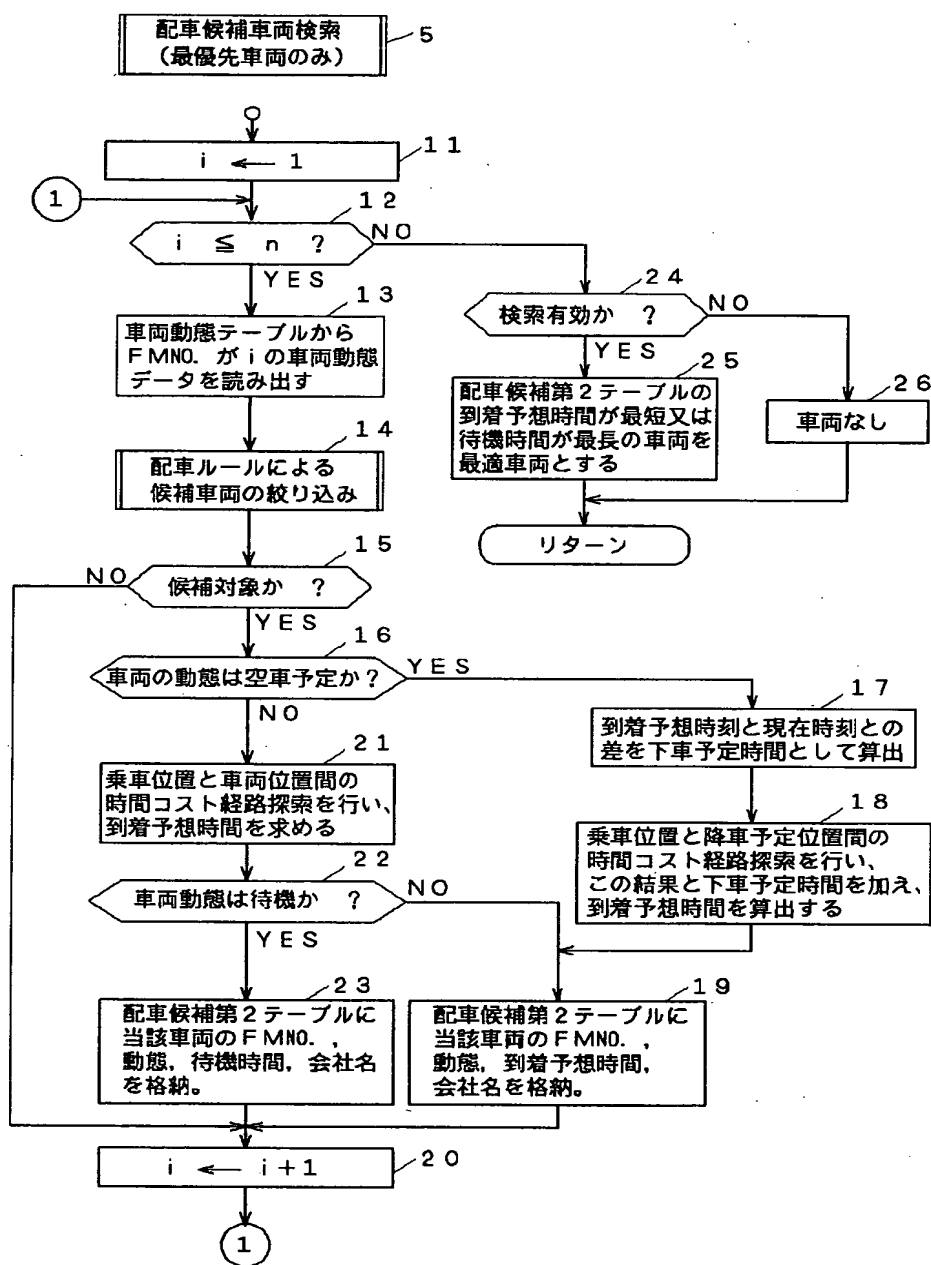 配車候補車両検索
(最優先車両のみ)
5
i ← 1
11
1
12
i ≦ n ?
NO
YES
13
車両動態テーブルから
FMNO. がiの車両動態
データを読み出す
24
検索有効か ?
NO
YES
25
配車候補第2テーブルの
到着予想時間が最短又は
待機時間が最長の車両を
最適車両とする
26
車両なし
リターン
14
配車ルールによる
候補車両の絞り込み
15
NO
候補対象か ?
YES
16
車両の動態は空車予定か?
YES
NO
17
到着予想時刻と現在時刻との
差を下車予定時間として算出
18
乗車位置と降車予定位置間の
時間コスト経路探索を行い、
この結果と下車予定時間を加え、
到着予想時間を算出する
21
乗車位置と車両位置間の
時間コスト経路探索を行い、
到着予想時間を求める
22
車両動態は待機か ?
NO
YES
23
配車候補第2テーブルに
当該車両のFMNO. ,
動態, 待機時間, 会社名
を格納。
19
配車候補第2テーブルに
当該車両のFMNO. ,
動態, 到着予想時間,
会社名を格納。
i ← i+1
20
1